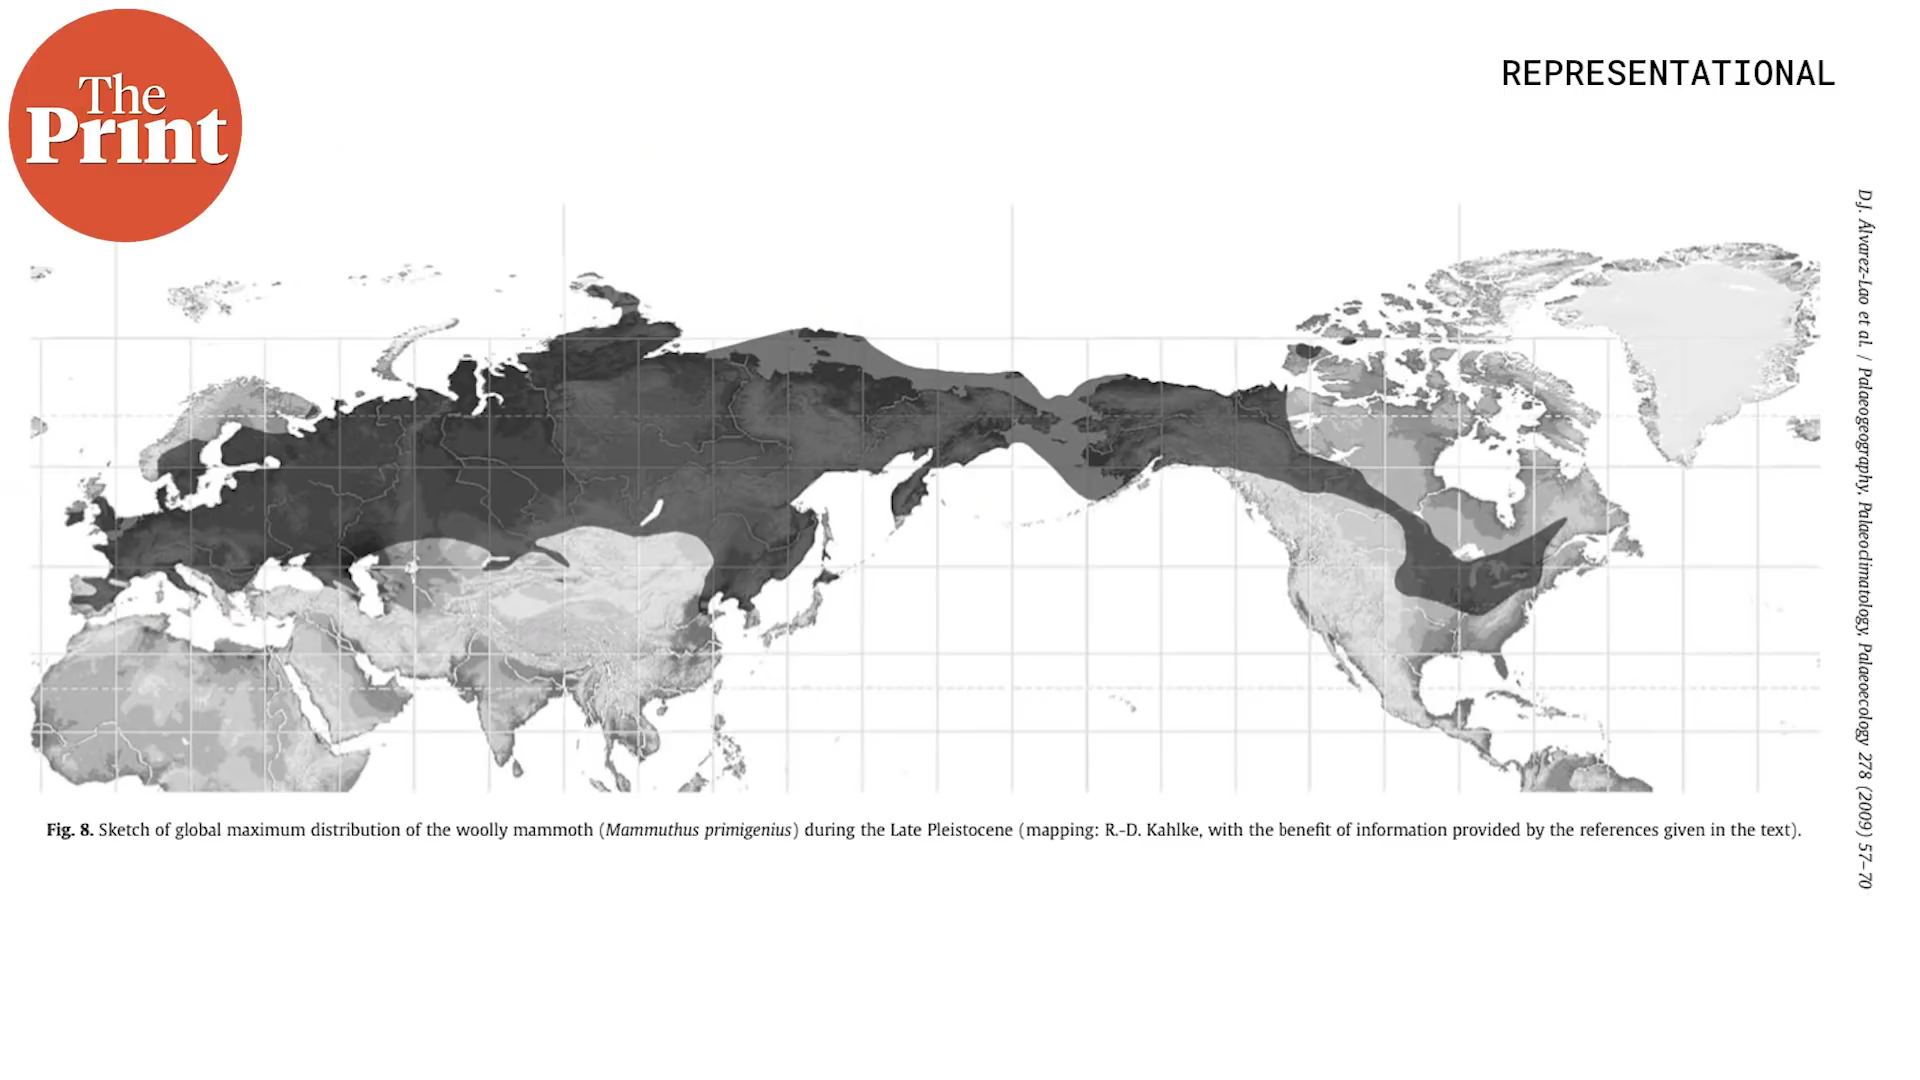 The
Print
REPRESENTATIONAL
D.J. Álvarez-Lao et al. / Palaeogeography, Palaeoclimatology, Palaeoecology 278 (2009) 57–70
Fig. 8. Sketch of global maximum distribution of the woolly mammoth (Mammuthus primigenius) during the Late Pleistocene (mapping: R.-D. Kahlke, with the benefit of information provided by the references given in the text).